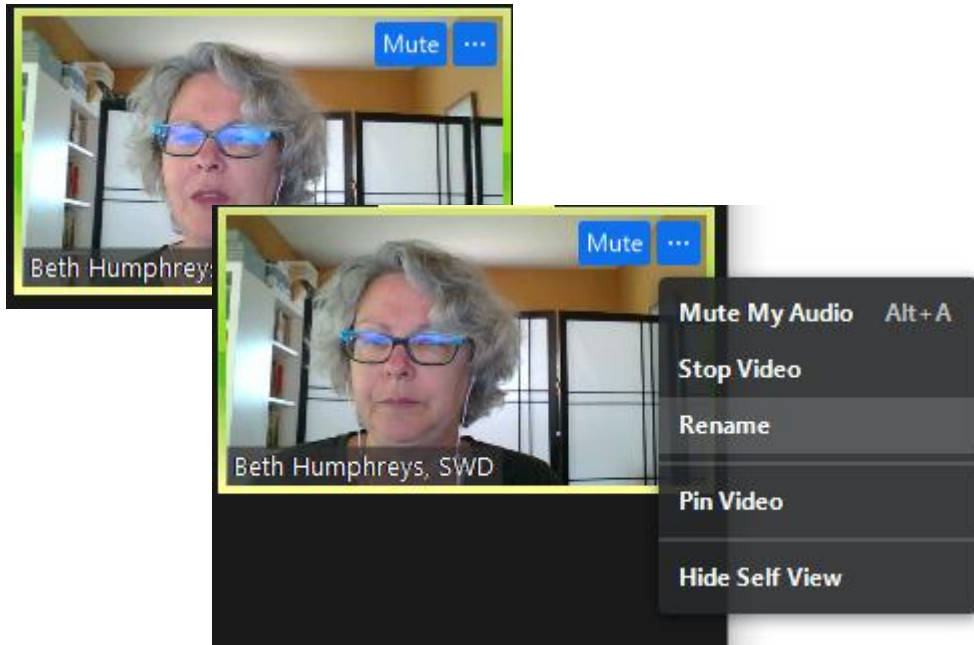 Mute ...
Beth Humphreys
Mute ...
Mute My Audio Alt+A
Stop Video
Rename
Beth Humphreys, SWD
Pin Video
Hide Self View